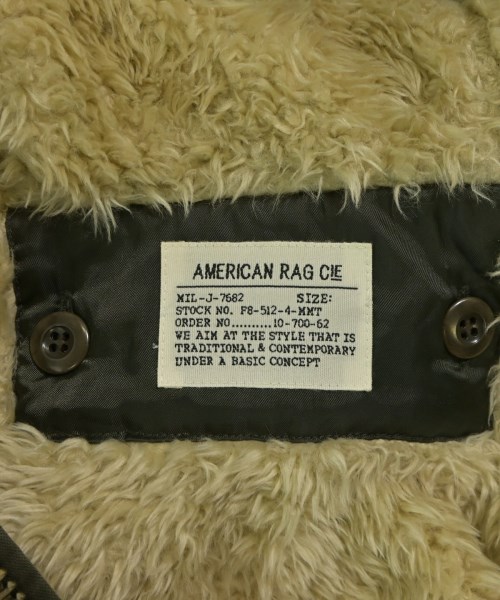 AMERICAN RAG CIE
MIL-J-7682 SIZE:
STOCK NO. F8-512-4-MMT
ORDER NO..........10-700-62
WE AIM AT THE STYLE THAT IS
TRADITIONAL & CONTEMPORARY
UNDER A BASIC CONCEPT